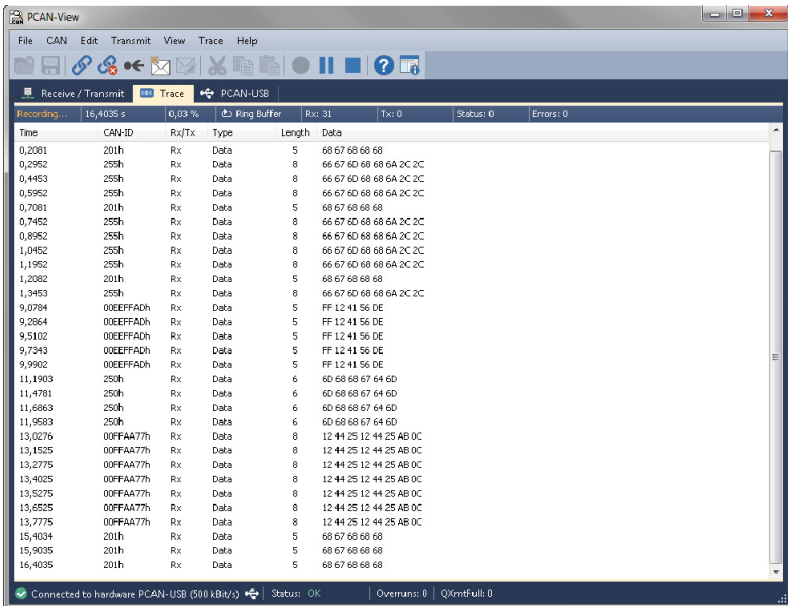 PCAN-View
File CAN Edit Transmit View Trace Help
Receive / Transmit Trace PCAN-USB
Recording... 16,4035 s 0,03 % Ring Buffer Rx: 31 Tx: 0 Status: 0 Errors: 0
Time CAN-ID Rx/Tx Type Length Data
0,2081 201h Rx Data 5 68 67 68 68 68
0,2952 255h Rx Data 8 66 67 6D 68 68 6A 2C 2C
0,4453 255h Rx Data 8 66 67 6D 68 68 6A 2C 2C
0,5952 255h Rx Data 8 66 67 6D 68 68 6A 2C 2C
0,7081 201h Rx Data 5 68 67 68 68 68
0,7452 255h Rx Data 8 66 67 6D 68 68 6A 2C 2C
0,8952 255h Rx Data 8 66 67 6D 68 68 6A 2C 2C
1,0452 255h Rx Data 8 66 67 6D 68 68 6A 2C 2C
1,1952 255h Rx Data 8 66 67 6D 68 68 6A 2C 2C
1,2082 201h Rx Data 5 68 67 68 68 68
1,3453 255h Rx Data 8 66 67 6D 68 68 6A 2C 2C
9,0784 00EEFFADh Rx Data 5 FF 12 41 56 DE
9,2864 00EEFFADh Rx Data 5 FF 12 41 56 DE
9,5102 00EEFFADh Rx Data 5 FF 12 41 56 DE
9,7343 00EEFFADh Rx Data 5 FF 12 41 56 DE
9,9902 00EEFFADh Rx Data 5 FF 12 41 56 DE
11,1903 250h Rx Data 6 6D 68 68 67 64 6D
11,4781 250h Rx Data 6 6D 68 68 67 64 6D
11,6863 250h Rx Data 6 6D 68 68 67 64 6D
11,9583 250h Rx Data 6 6D 68 68 67 64 6D
13,0276 00FFAA77h Rx Data 8 12 44 25 12 44 25 AB 0C
13,1525 00FFAA77h Rx Data 8 12 44 25 12 44 25 AB 0C
13,2775 00FFAA77h Rx Data 8 12 44 25 12 44 25 AB 0C
13,4025 00FFAA77h Rx Data 8 12 44 25 12 44 25 AB 0C
13,5275 00FFAA77h Rx Data 8 12 44 25 12 44 25 AB 0C
13,6525 00FFAA77h Rx Data 8 12 44 25 12 44 25 AB 0C
13,7775 00FFAA77h Rx Data 8 12 44 25 12 44 25 AB 0C
15,4034 201h Rx Data 5 68 67 68 68 68
15,9035 201h Rx Data 5 68 67 68 68 68
16,4035 201h Rx Data 5 68 67 68 68 68
Connected to hardware PCAN-USB (500 kBit/s) Status: OK Overruns: 0 QXmtFull: 0